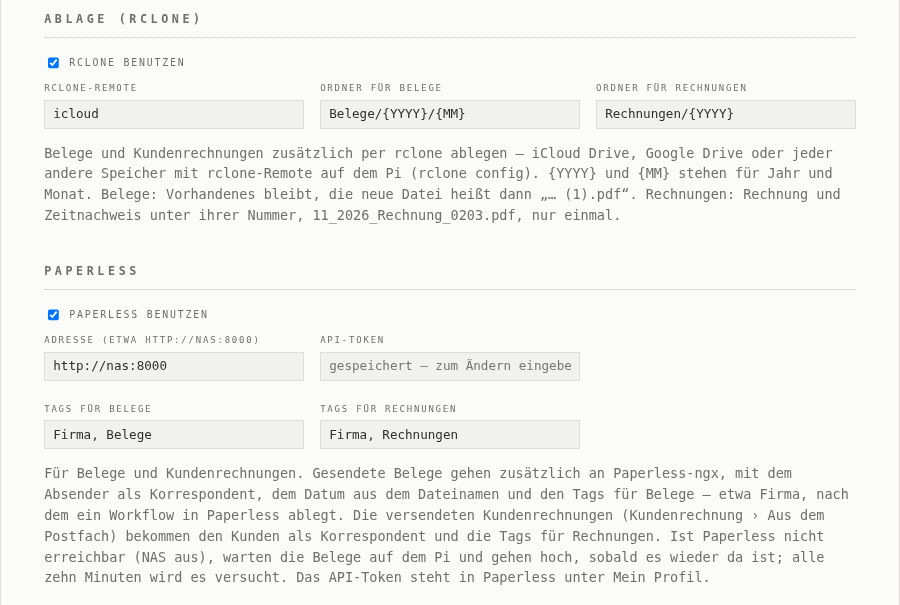 ABLAGE (RCLONE)
RCLONE BENUTZEN
RCLONE-REMOTE ORDNER FÜR BELEGE ORDNER FÜR RECHNUNGEN
icloud Belege/{YYYY}/{MM} Rechnungen/{YYYY}
Belege und Kundenrechnungen zusätzlich per rclone ablegen – iCloud Drive, Google Drive oder jeder
andere Speicher mit rclone-Remote auf dem Pi (rclone config). {YYYY} und {MM} stehen für Jahr und
Monat. Belege: Vorhandenes bleibt, die neue Datei heißt dann „… (1).pdf“. Rechnungen: Rechnung und
Zeitnachweis unter ihrer Nummer, 11_2026_Rechnung_0203.pdf, nur einmal.
PAPERLESS
PAPERLESS BENUTZEN
ADRESSE (ETWA HTTP://NAS:8000) API-TOKEN
http://nas:8000 gespeichert – zum Ändern eingebe
TAGS FÜR BELEGE TAGS FÜR RECHNUNGEN
Firma, Belege Firma, Rechnungen
Für Belege und Kundenrechnungen. Gesendete Belege gehen zusätzlich an Paperless-ngx, mit dem
Absender als Korrespondent, dem Datum aus dem Dateinamen und den Tags für Belege – etwa Firma, nach
dem ein Workflow in Paperless ablegt. Die versendeten Kundenrechnungen (Kundenrechnung › Aus dem
Postfach) bekommen den Kunden als Korrespondent und die Tags für Rechnungen. Ist Paperless nicht
erreichbar (NAS aus), warten die Belege auf dem Pi und gehen hoch, sobald es wieder da ist; alle
zehn Minuten wird es versucht. Das API-Token steht in Paperless unter Mein Profil.